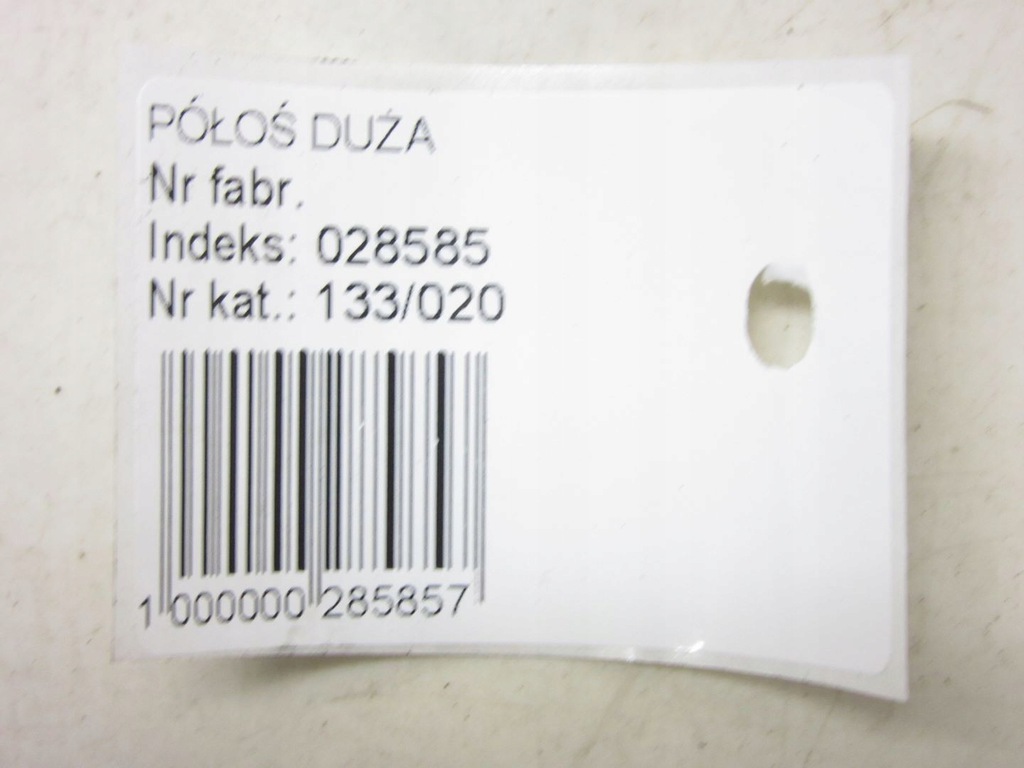 PÓŁOŚ DUŻA
Nr fabr.
Indeks: 028585
Nr kat.: 133/020
1 000000 285857